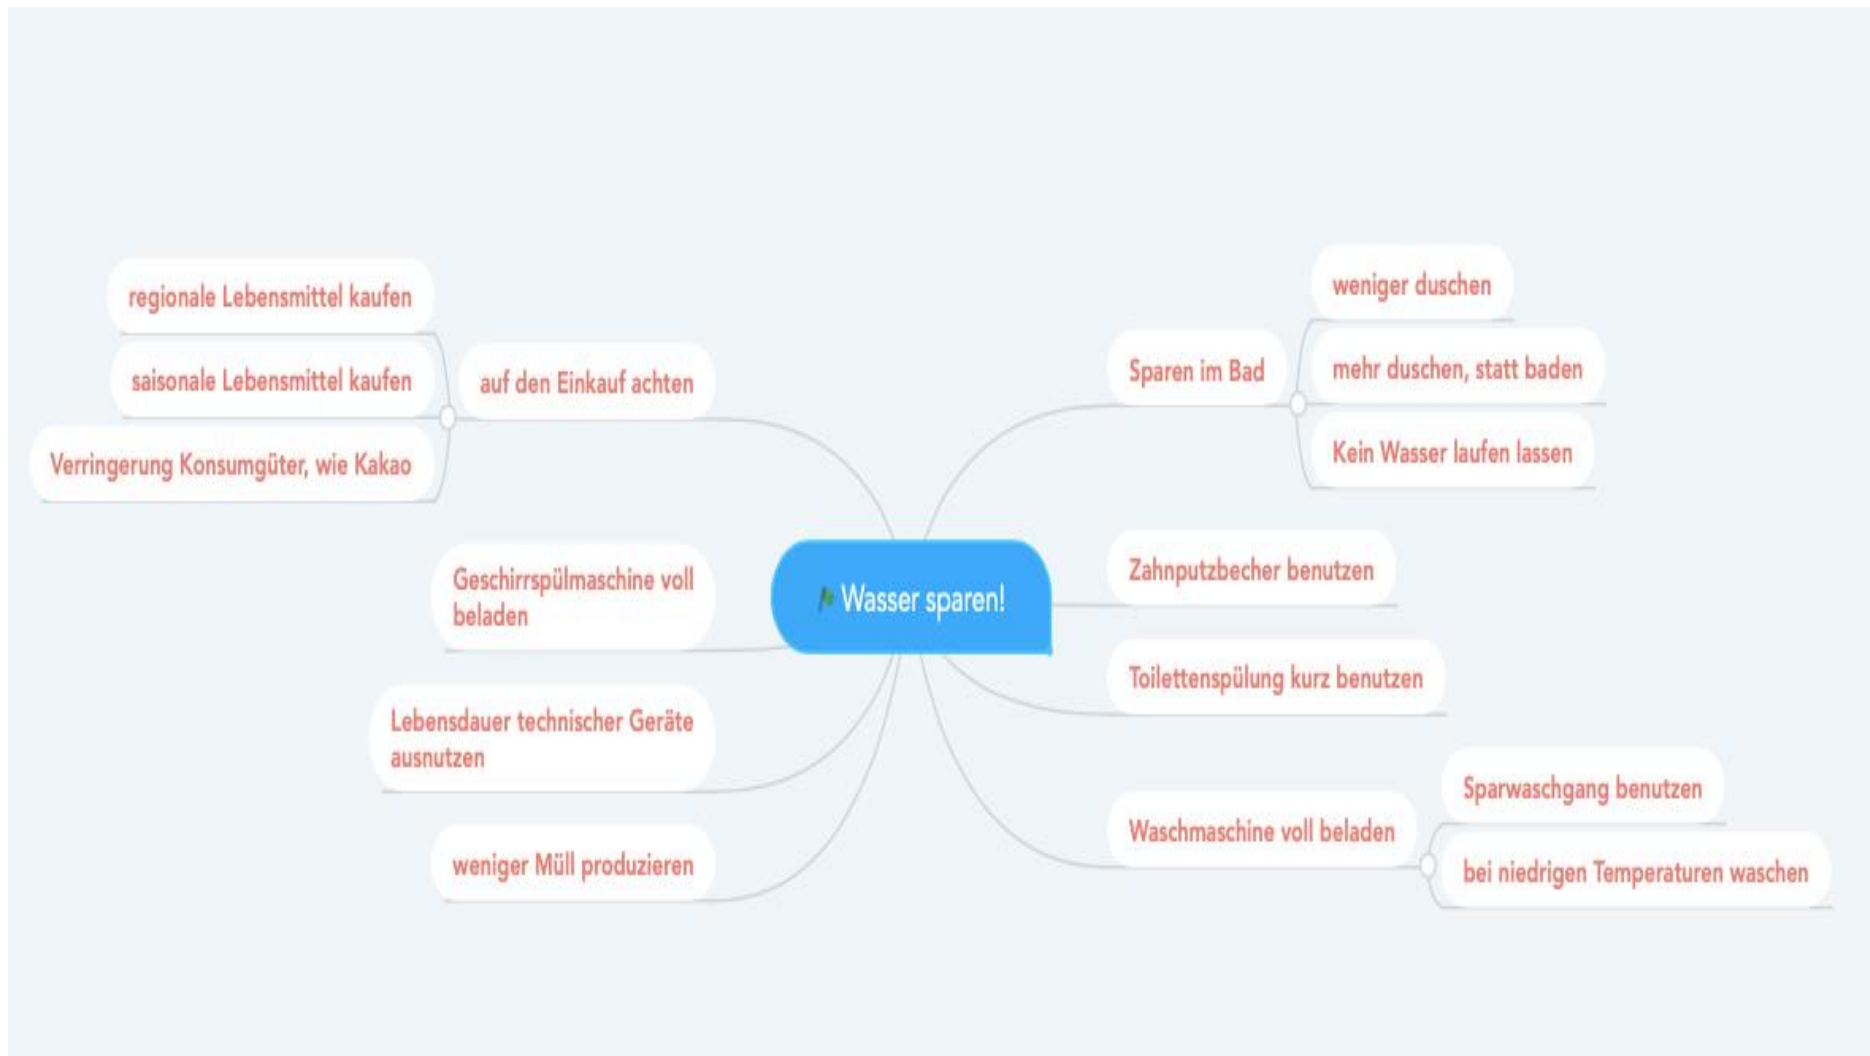 regionale Lebensmittel kaufen
saisonale Lebensmittel kaufen
Verringerung Konsumgüter, wie Kakao
auf den Einkauf achten
Geschirrspülmaschine voll
beladen
Lebensdauer technischer Geräte
ausnutzen
weniger Müll produzieren
Wasser sparen!
Sparen im Bad
weniger duschen
mehr duschen, statt baden
Kein Wasser laufen lassen
Zahnputzbecher benutzen
Toilettenspülung kurz benutzen
Waschmaschine voll beladen
Sparwaschgang benutzen
bei niedrigen Temperaturen waschen